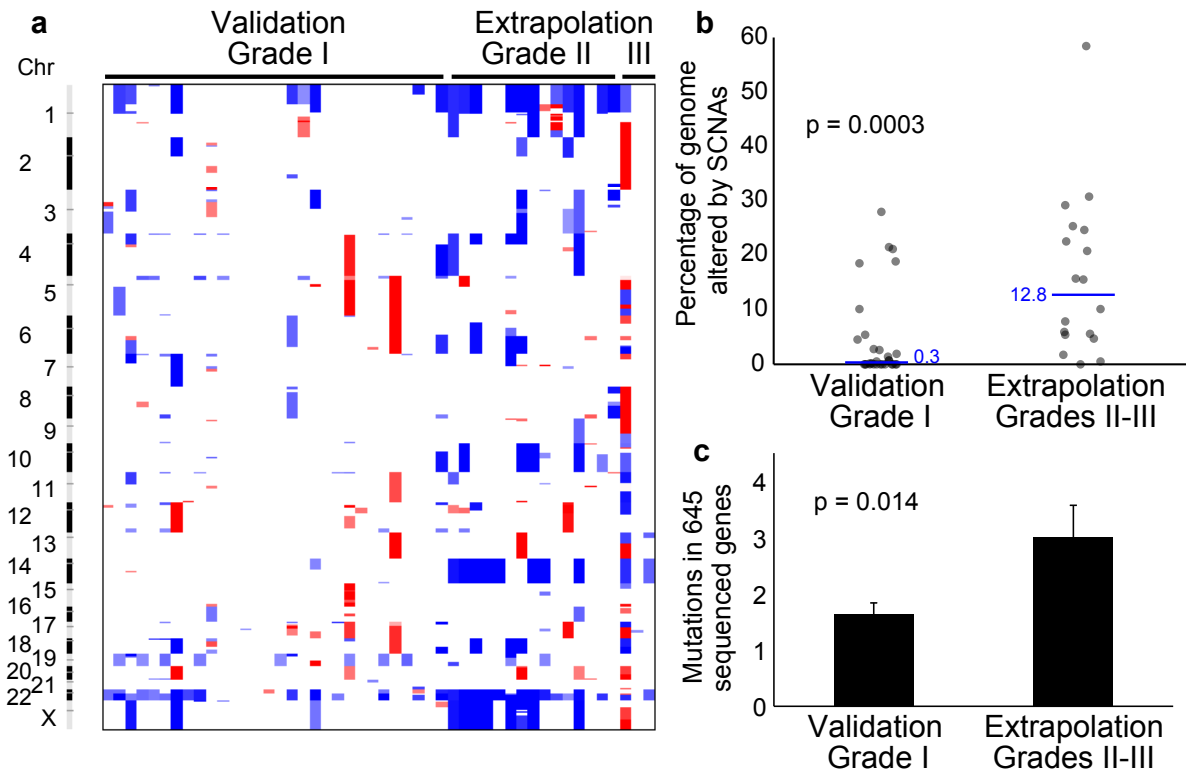 a
Validation
Grade I
Extrapolation
Grade II
III
Chr
1
2
3
4
5
6
7
8
9
10
11
12
13
14
15
16
17
18
19
20
21
22
X
b
Percentage of genome
altered by SCNAs
60
50
40
30
20
10
0
p = 0.0003
0.3
12.8
Validation
Grade I
Extrapolation
Grades II-III
c
Mutations in 645
sequenced genes
4
3
2
1
0
p = 0.014
Validation
Grade I
Extrapolation
Grades II-III